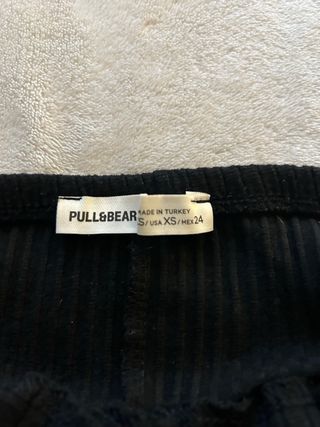 PULL&BEAR
MADE IN TURKEY
S/USA XS/MEX 24